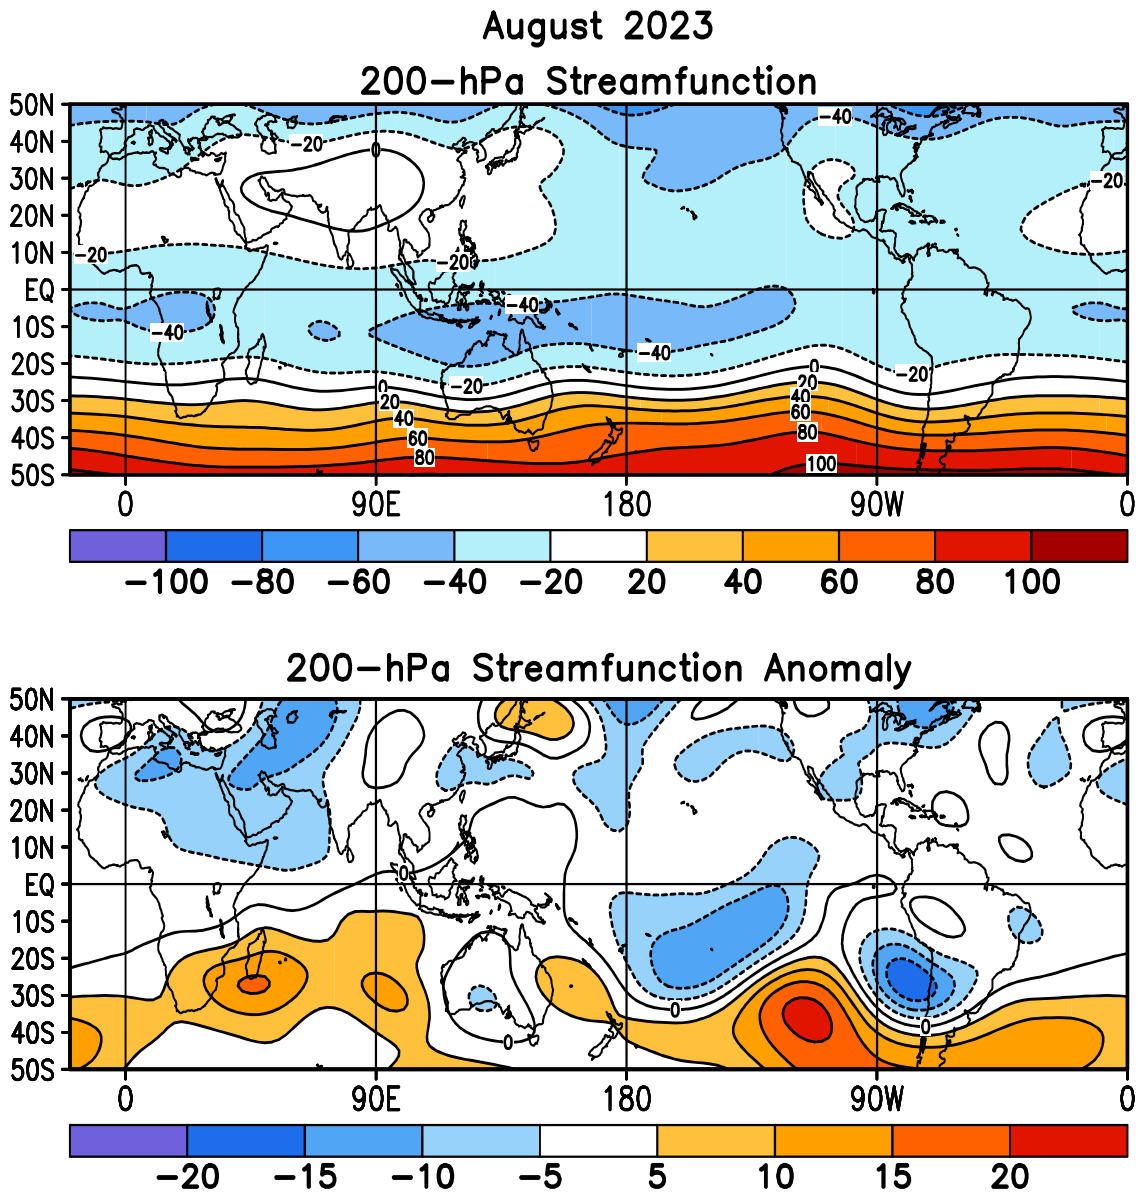 August 2023
200-hPa Streamfunction
50N
40N
30N
20N
10N
EQ
10S
20S
30S
40S
50S
-40
-20
0
-20
-20
-20
-40
-40
-40
0
-20
0
-20
20
20
40
40
60
60
80
80
100
0
90E
180
90W
0
-100 -80 -60 -40 -20 20 40 60 80 100
200-hPa Streamfunction Anomaly
50N
40N
30N
20N
10N
EQ
10S
20S
30S
40S
50S
0
0
0
0
0
90E
180
90W
0
-20 -15 -10 -5 5 10 15 20